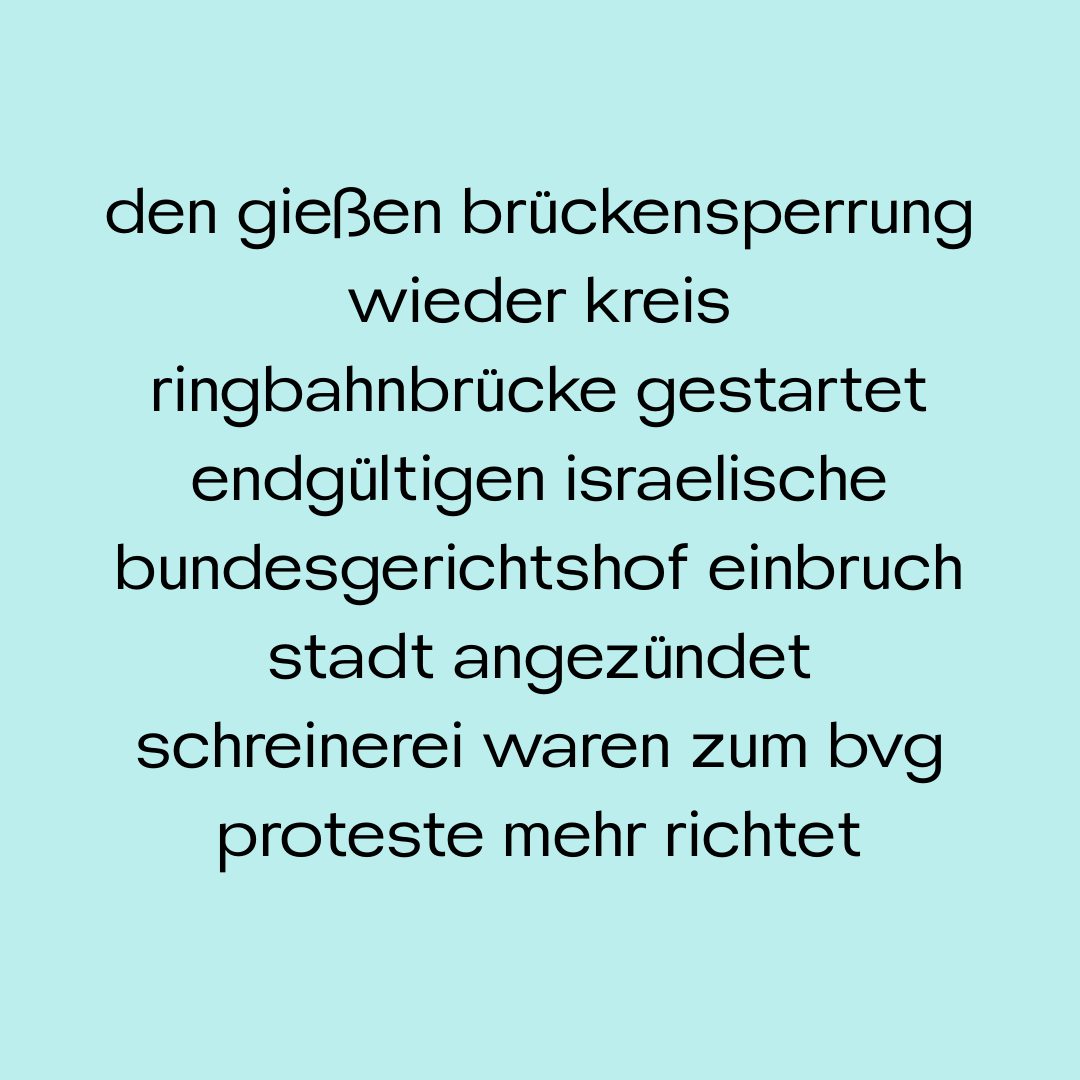 den gießen brückensperrung
wieder kreis
ringbahnbrücke gestartet
endgültigen israelische
bundesgerichtshof einbruch
stadt angezündet
schreinerei waren zum bvg
proteste mehr richtet